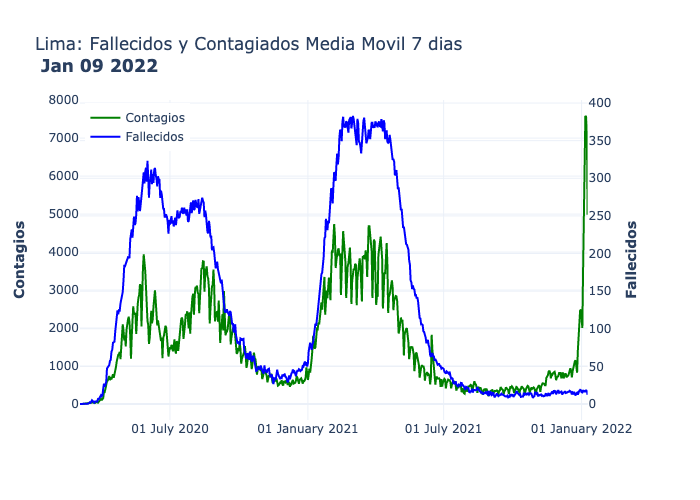 Lima: Fallecidos y Contagiados Media Movil 7 dias
Jan 09 2022
Contagios
Fallecidos
8000
7000
6000
5000
4000
3000
2000
1000
0
400
350
300
250
200
150
100
50
0
Contagios
Fallecidos
01 July 2020
01 January 2021
01 July 2021
01 January 2022